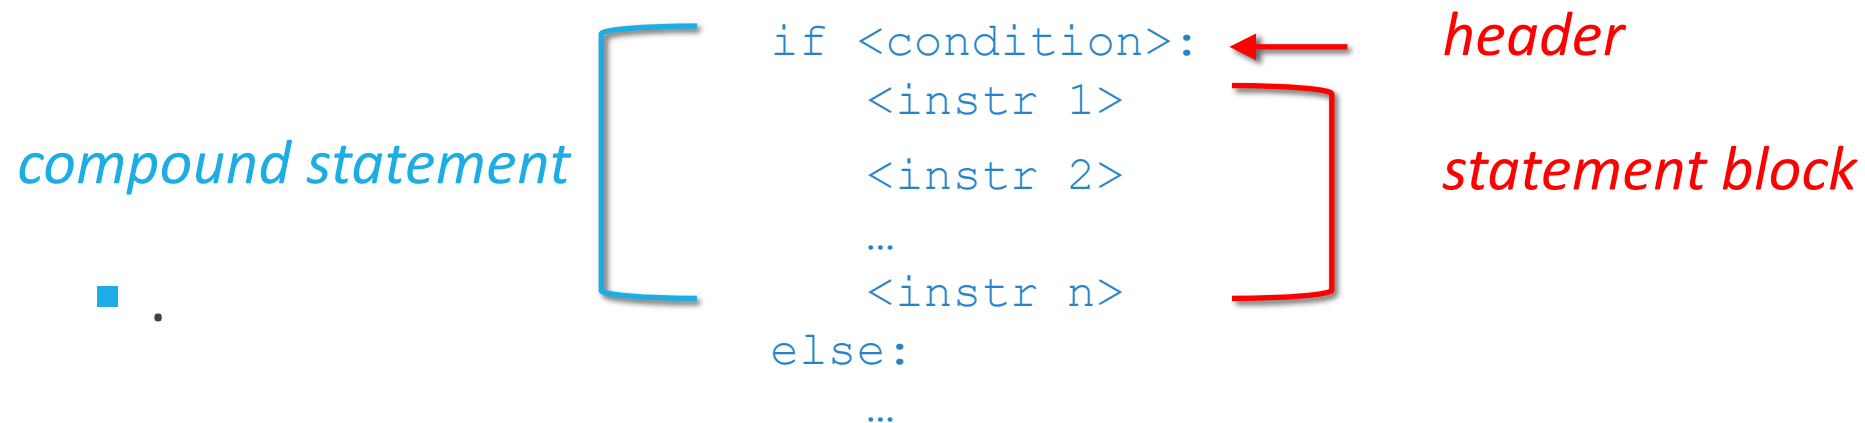 if <condition>:
header
<instr 1>
compound statement
<instr 2>
statement block
…
<instr n>
.
else:
…